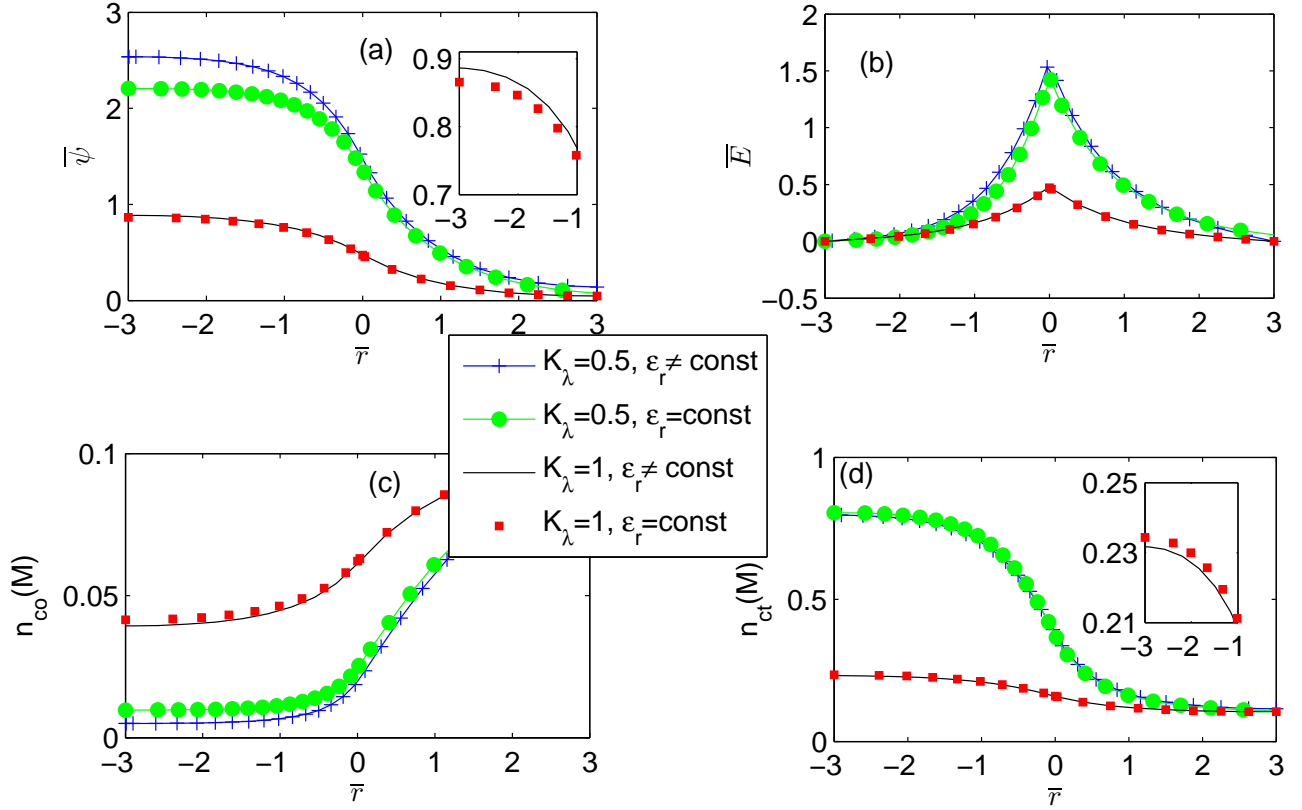 (a)
ψ̅
3
2
1
0
−3 −2 −1 0 1 2 3
r̅
0.9
0.8
0.7
−3 −2 −1
(b)
E̅
2
1.5
1
0.5
0
−0.5
−3 −2 −1 0 1 2 3
r̅
K_λ=0.5, ε_r≠ const
K_λ=0.5, ε_r=const
K_λ=1, ε_r≠ const
K_λ=1, ε_r=const
(c)
n_co(M)
0.1
0.05
0
−3 −2 −1 0 1 2 3
r̅
(d)
n_ct(M)
1
0.5
0
−3 −2 −1 0 1 2 3
r̅
0.25
0.23
0.21
−3 −2 −1